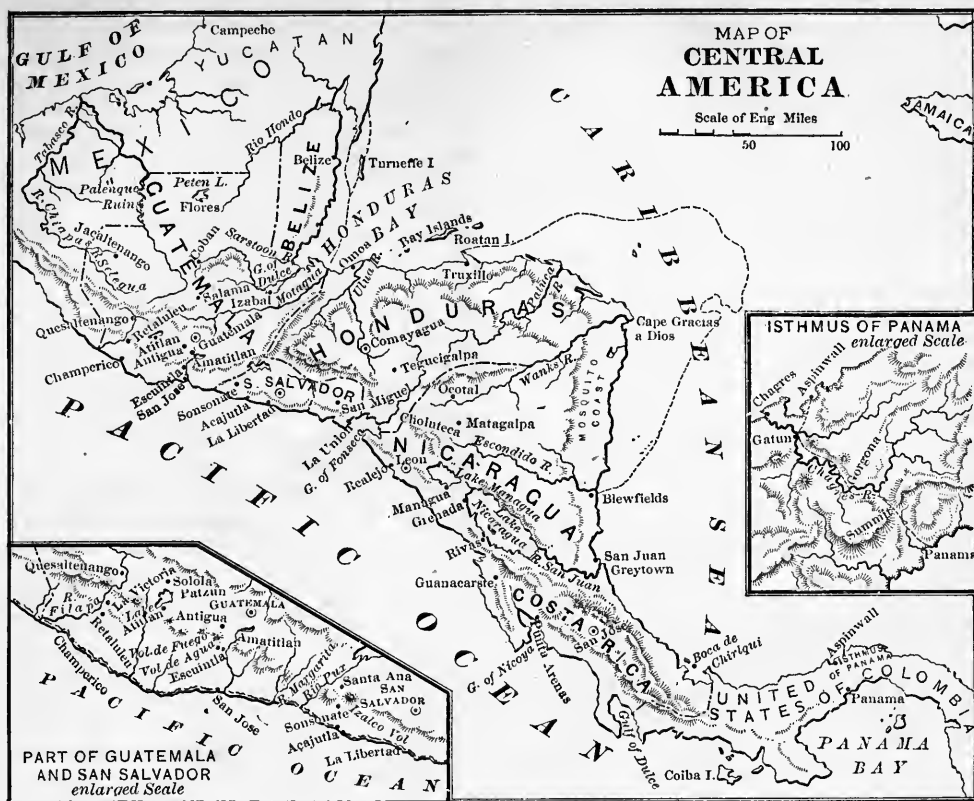 MAP OF
CENTRAL
AMERICA
Scale of Eng Miles
50 100
GULF OF
MEXICO
Campecho
YUCATAN
MEXICO
Tabasco R.
Palenque
Ruin
R. Chiapas
Jacaltenango
Rio Hondo
Peten L.
Flores
Belize
BELIZE
Turneffe I
HONDURAS
BAY
GUATEMALA
Coban
Sarstoon
G. of
Dulce
Salama
Izabal
Motagua
Omoa
Bay Islands
Roatan I.
Ulua R.
Truxillo
Patuca
R
JAMAICA
CARIBBEAN SEA
Quesaltenango
Retaluleu
Atitlan
Antigua
Guatemala
Amatitlan
Champerico
Escuinda
San Jose
Sonsonate
Acajutla
La Libertad
S. SALVADOR
San Miguel
HONDURAS
Comayagua
Tegucigalpa
Cape Gracias
a Dios
Wanks R.
Ocotal
MOSQUITO
COAST
R
La Union
G. of Fonseca
Choluteca
Matagalpa
Escondido R.
NICARAGUA
Realejo
Leon
Lake Managua
Managua
Grenada
Lake
Nicaragua
Blewfields
Rivas
R. San Juan
San Juan
Greytown
Guanacarste
COSTA RICA
San Jose
G. of Nicoya
Punta Arenas
Boca de
Chiriqui
Gulf of Dulce
Coiba I.
Aspinwall
ISTHMUS
OF PANAMA
UNITED
STATES OF COLOMBIA
Panama
PANAMA
BAY
PACIFIC OCEAN
ISTHMUS OF PANAMA
enlarged Scale
Chagres
Aspinwall
Gatun
Gorgona
Chagres R.
Summit
Panama
Quesaltenango
R.
Filapa
La Victoria
Solola
Patzun
Lake
Atitlan
GUATEMALA
Antigua
Retaluleu
Vol. de Fuego
Vol. de Agua
Amatitlan
Escuintla
Champerico
R. Margarita
Rio Paz
Santa Ana
SAN
SALVADOR
San Jose
Sonsonate
Izalco Vol
Acajutla
La Libertad
PACIFIC
OCEAN
PART OF GUATEMALA
AND SAN SALVADOR
enlarged Scale